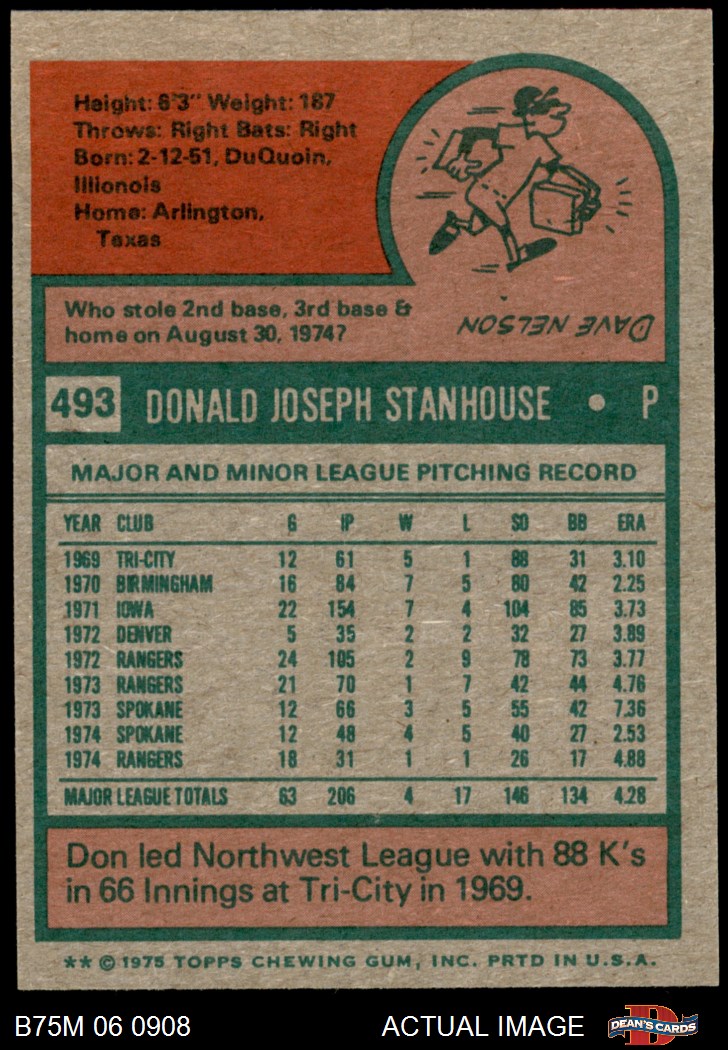 Height: 6'3" Weight: 187
Throws: Right Bats: Right
Born: 2-12-51, DuQuoin,
Illionois
Home: Arlington,
Texas
Who stole 2nd base, 3rd base &
home on August 30, 1974?
DAVE NELSON
493 DONALD JOSEPH STANHOUSE • P
MAJOR AND MINOR LEAGUE PITCHING RECORD
YEAR CLUB G IP W L SO BB ERA
1969 TRI-CITY 12 61 5 1 88 31 3.10
1970 BIRMINGHAM 16 84 7 5 80 42 2.25
1971 IOWA 22 154 7 4 104 85 3.73
1972 DENVER 5 35 2 2 32 27 3.89
1972 RANGERS 24 105 2 9 78 73 3.77
1973 RANGERS 21 70 1 7 42 44 4.76
1973 SPOKANE 12 66 3 5 55 42 7.36
1974 SPOKANE 12 48 4 5 40 27 2.53
1974 RANGERS 18 31 1 1 26 17 4.88
MAJOR LEAGUE TOTALS 63 206 4 17 146 134 4.28
Don led Northwest League with 88 K's
in 66 Innings at Tri-City in 1969.
** © 1975 TOPPS CHEWING GUM, INC. PRTD IN U.S.A.
B75M 06 0908 ACTUAL IMAGE D DEAN'S CARDS